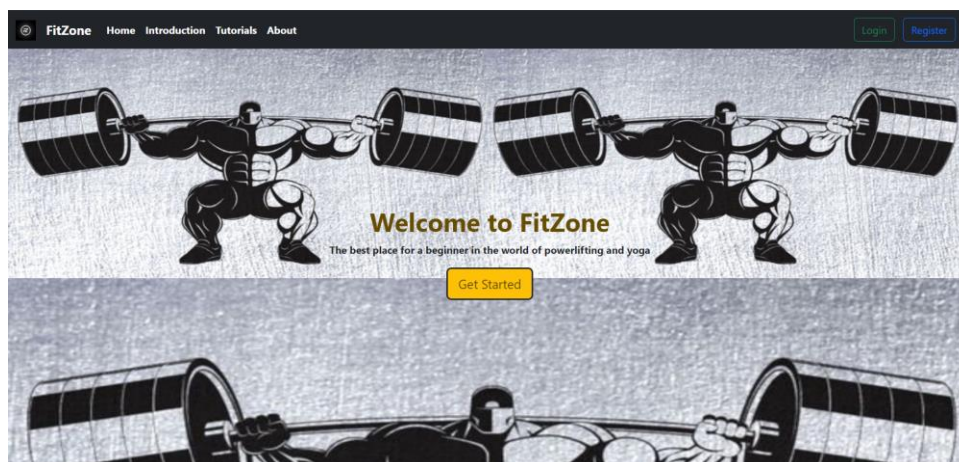 FitZone Home Introduction Tutorials About Login Register
Welcome to FitZone
The best place for a beginner in the world of powerlifting and yoga
Get Started